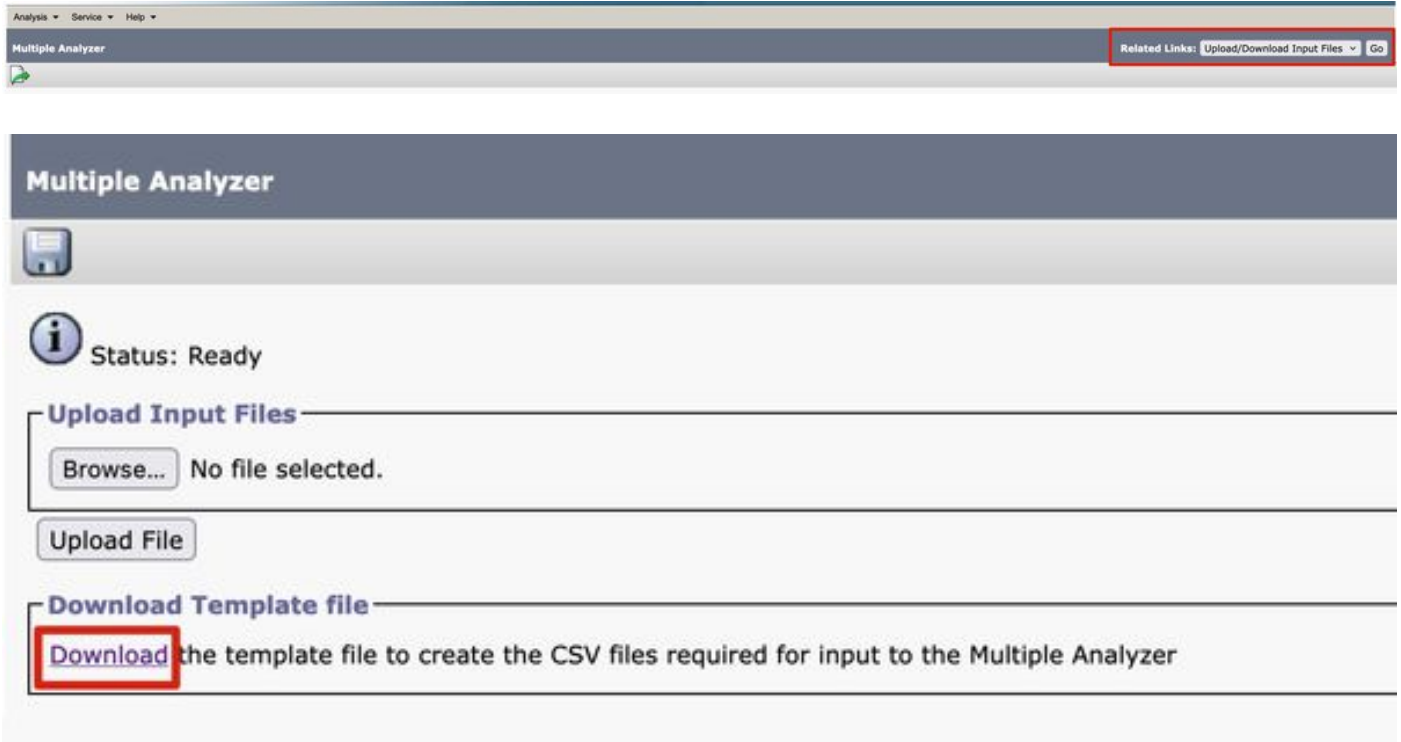 Analysis Service Help
Multiple Analyzer Related Links: Upload/Download Input Files Go
Multiple Analyzer
Status: Ready
Upload Input Files
Browse... No file selected.
Upload File
Download Template file
Download the template file to create the CSV files required for input to the Multiple Analyzer